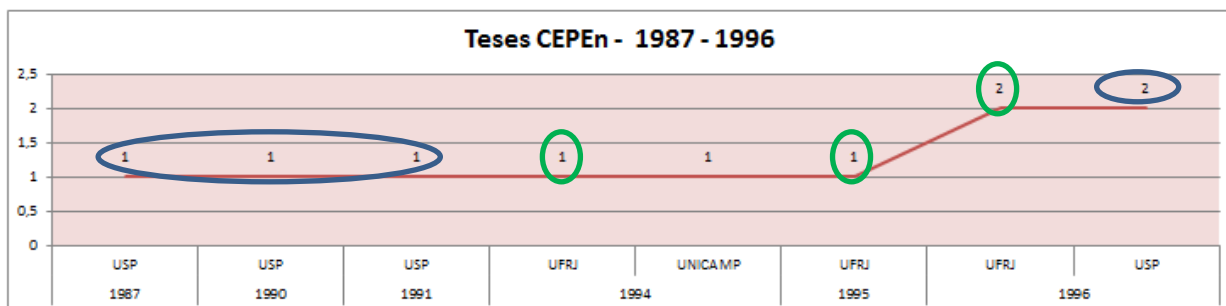 Teses CEPEn - 1987 - 1996
2,5
2
1,5
1
0,5
0
1 1 1 1 1 1 2 2
USP USP USP UFRJ UNICAMP UFRJ UFRJ USP
1987 1990 1991 1994 1995 1996